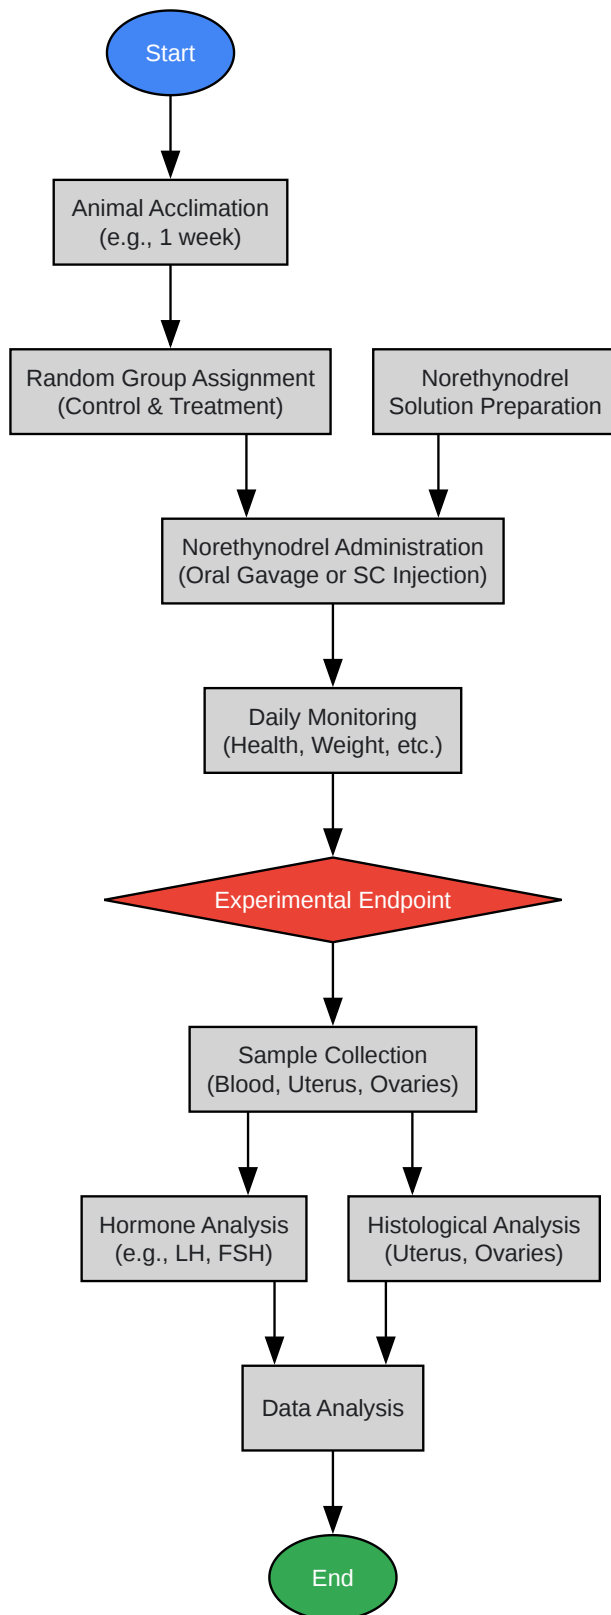 Start
Animal Acclimation
(e.g., 1 week)
Random Group Assignment
(Control & Treatment)
Norethynodrel
Solution Preparation
Norethynodrel Administration
(Oral Gavage or SC Injection)
Daily Monitoring
(Health, Weight, etc.)
Experimental Endpoint
Sample Collection
(Blood, Uterus, Ovaries)
Hormone Analysis
(e.g., LH, FSH)
Histological Analysis
(Uterus, Ovaries)
Data Analysis
End